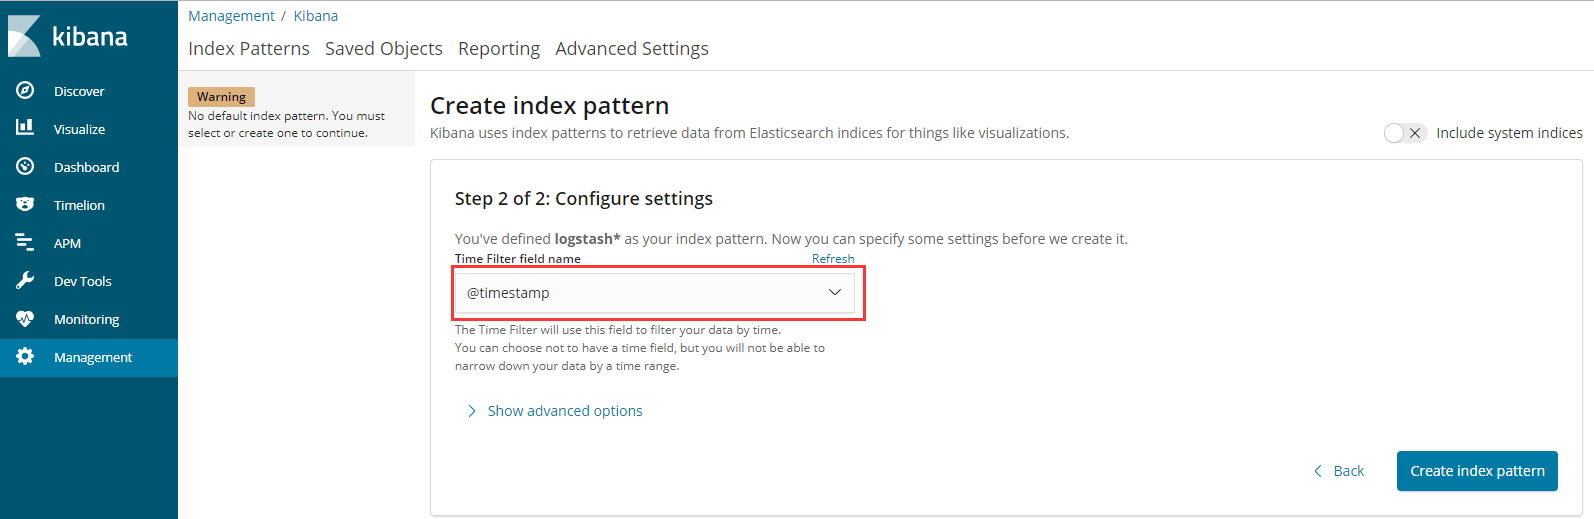 kibana
Discover
Visualize
Dashboard
Timelion
APM
Dev Tools
Monitoring
Management
Management / Kibana
Index Patterns Saved Objects Reporting Advanced Settings
Warning
No default index pattern. You must
select or create one to continue.
Create index pattern
Kibana uses index patterns to retrieve data from Elasticsearch indices for things like visualizations.
Include system indices
Step 2 of 2: Configure settings
You've defined logstash* as your index pattern. Now you can specify some settings before we create it.
Time Filter field name Refresh
@timestamp
The Time Filter will use this field to filter your data by time.
You can choose not to have a time field, but you will not be able to
narrow down your data by a time range.
Show advanced options
Back Create index pattern